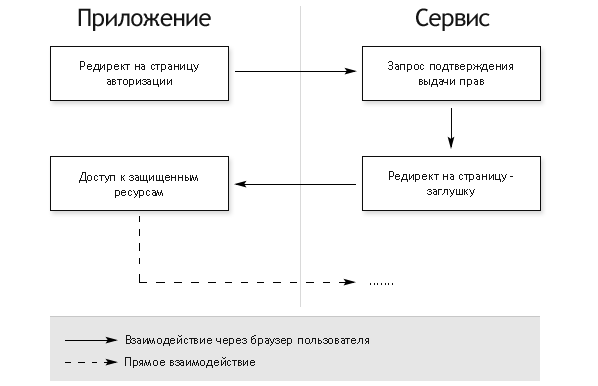 Приложение
Сервис
Редирект на страницу
авторизации
Запрос подтверждения
выдачи прав
Доступ к защищенным
ресурсам
Редирект на страницу -
заглушку
.......
Взаимодействие через браузер пользователя
Прямое взаимодействие